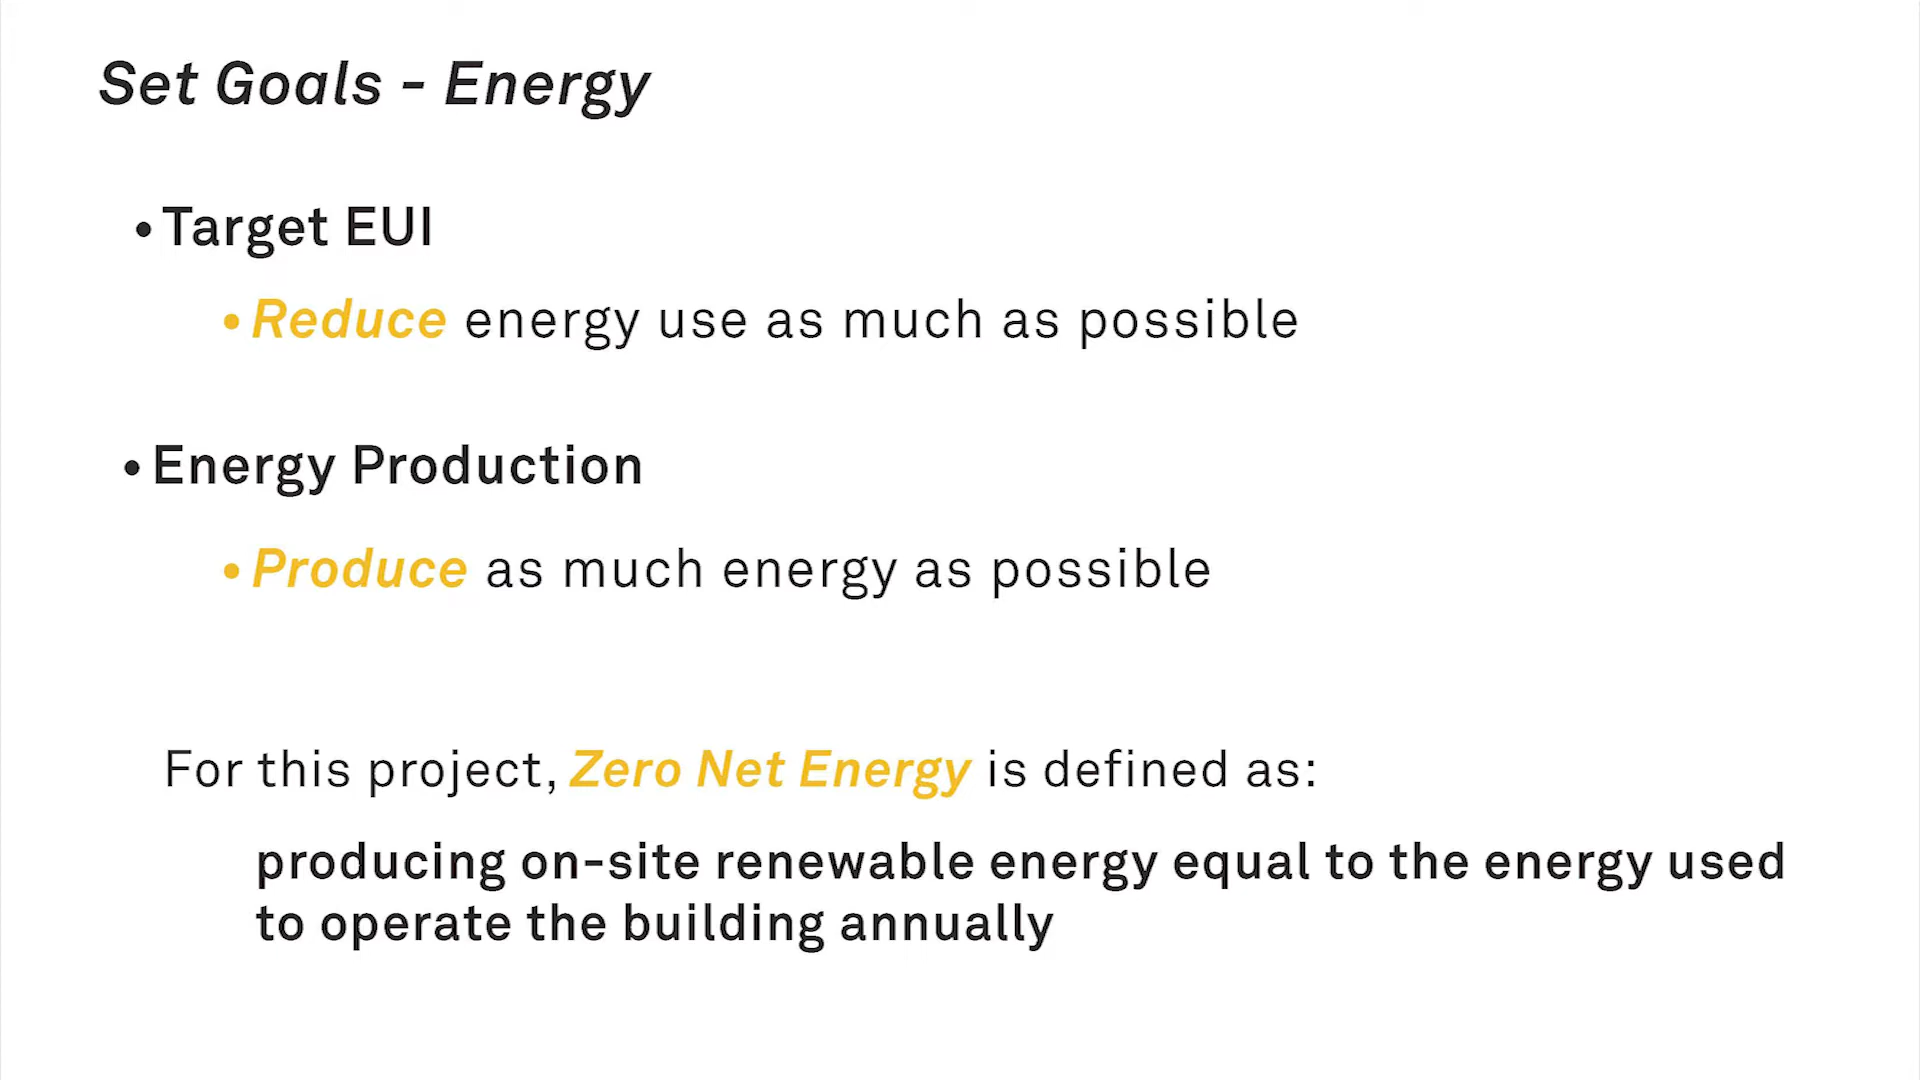 Set Goals - Energy
• Target EUI
• Reduce energy use as much as possible
• Energy Production
• Produce as much energy as possible
For this project, Zero Net Energy is defined as:
producing on-site renewable energy equal to the energy used
to operate the building annually